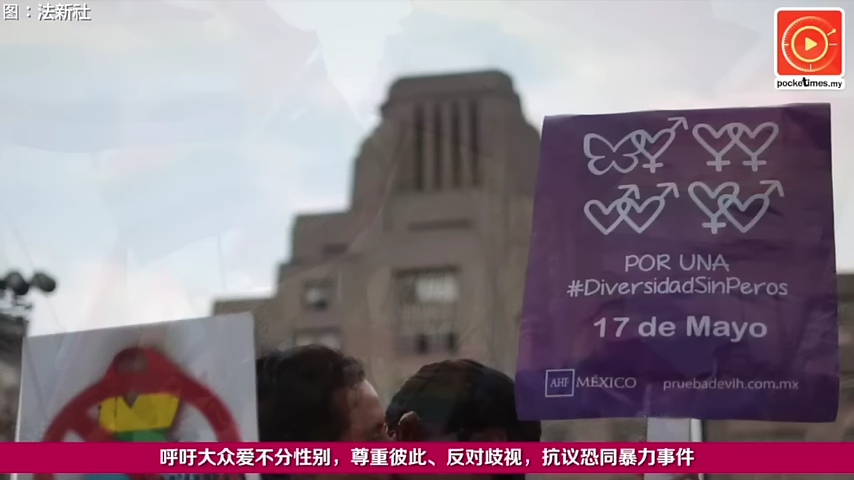 图：法新社
pocketimes.my
POR UNA
#DiversidadSinPeros
17 de Mayo
AHF MÉXICO
pruebadevih.com.mx
呼吁大众爱不分性别，尊重彼此、反对歧视，抗议恐同暴力事件